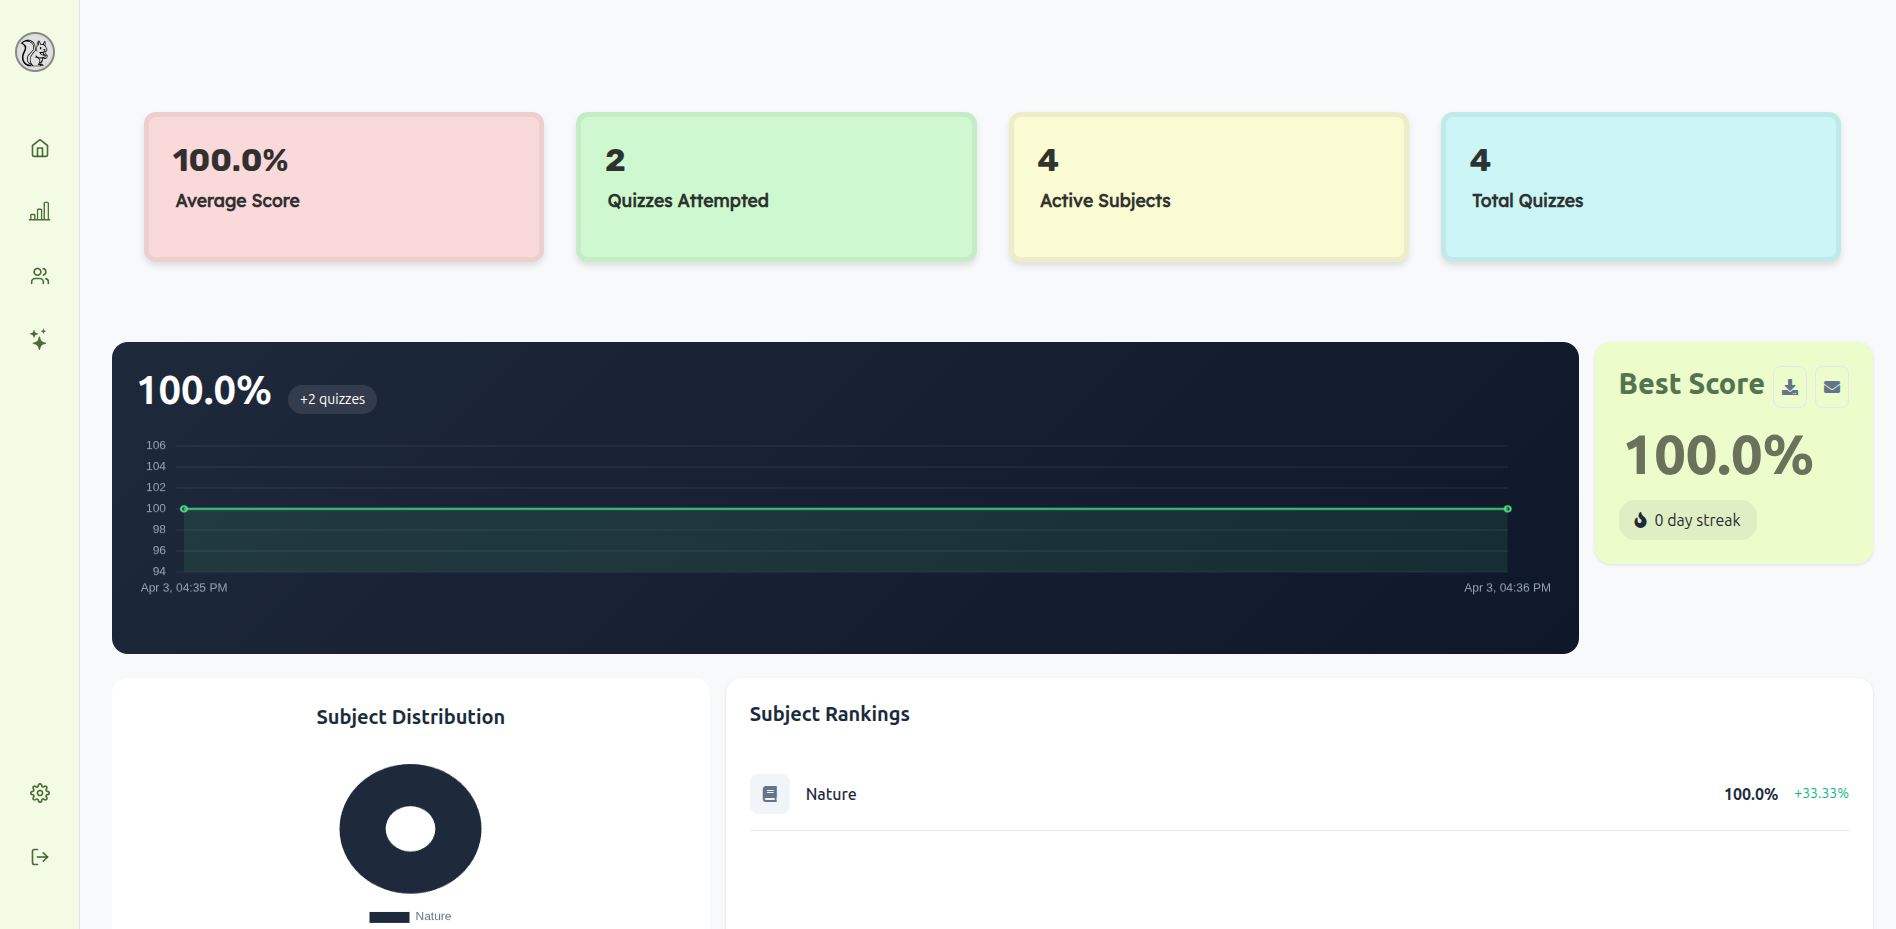 100.0%
Average Score
2
Quizzes Attempted
4
Active Subjects
4
Total Quizzes
100.0%
+2 quizzes
106
104
102
100
98
96
94
Apr 3, 04:35 PM
Apr 3, 04:36 PM
Best Score
100.0%
0 day streak
Subject Distribution
Nature
Subject Rankings
Nature
100.0%
+33.33%